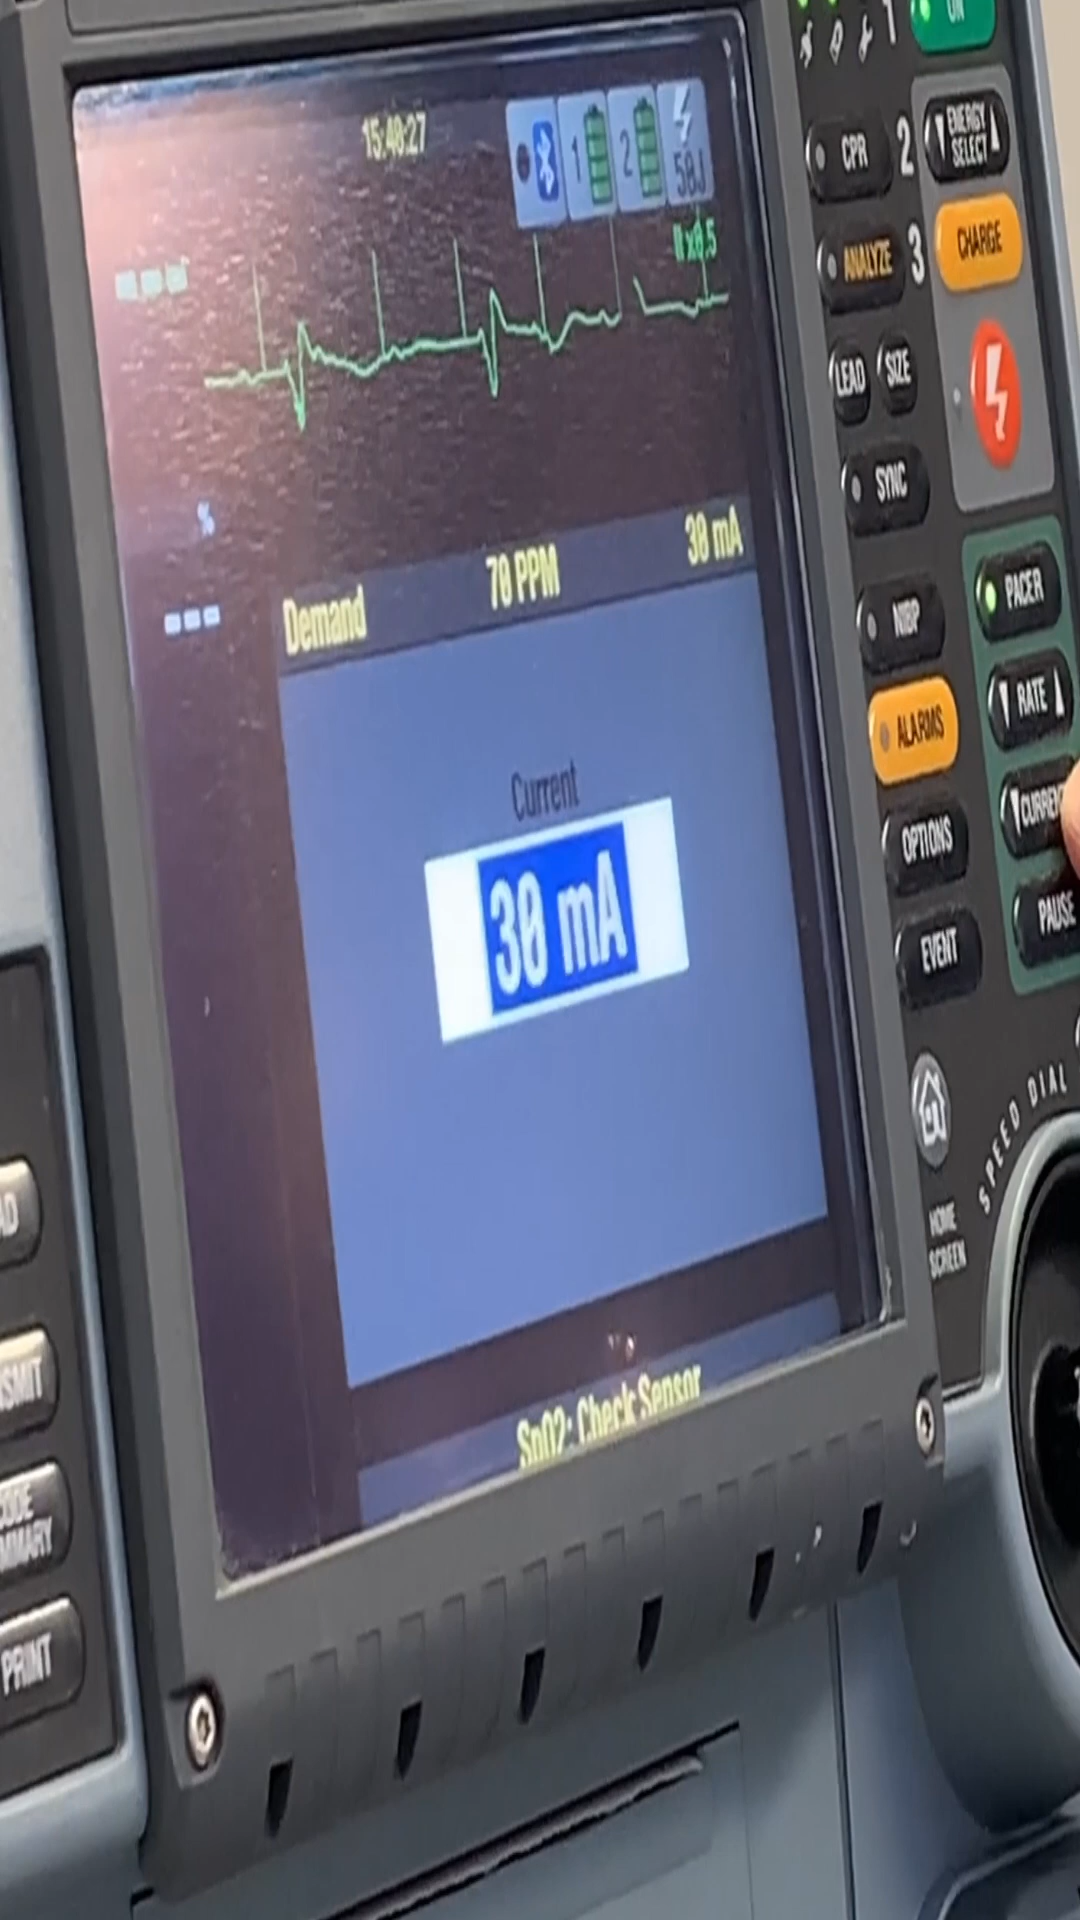 15:40:27
1
2
58J
II x0.5
%
Demand
70 PPM
30 mA
Current
30 mA
SpO2: Check Sensor
ON
1
CPR
2
ENERGY
SELECT
ANALYZE
3
CHARGE
LEAD
SIZE
SYNC
NIBP
PACER
RATE
ALARMS
OPTIONS
EVENT
PAUSE
HOME
SCREEN
SPEED DIAL
PRINT